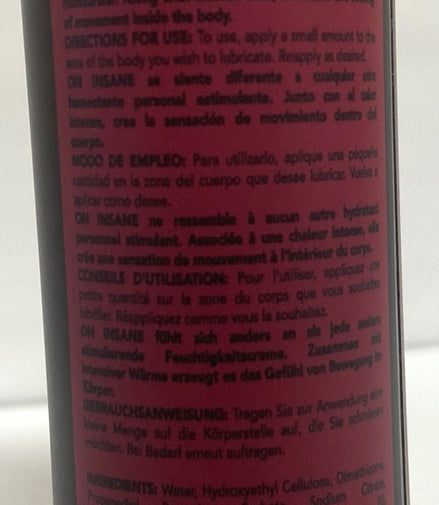 of movement inside the body.
DIRECTIONS FOR USE: To use, apply a small amount to the
area of the body you wish to lubricate. Reapply as desired.
ON INSANE se siente diferente a cualquier otro
humectante personal estimulante. Junto con el calor
intenso, crea la sensación de movimiento dentro del
cuerpo.
MODO DE EMPLEO: Para utilizarlo, aplique una pequeña
cantidad en la zona del cuerpo que desee lubricar. Vuelva a
aplicar como desee.
ON INSANE ne ressemble à aucun autre hydratant
personnel stimulant. Associée à une chaleur intense, elle
crée une sensation de mouvement à l'intérieur du corps.
CONSEILS D'UTILISATION: Pour l'utiliser, appliquez une
petite quantité sur la zone du corps que vous souhaitez
lubrifier. Réappliquez comme vous le souhaitez.
ON INSANE fühlt sich anders an als jede andere
stimulierende Feuchtigkeitscreme. Zusammen mit
intensiver Wärme erzeugt es das Gefühl von Bewegung im
Körper.
GEBRAUCHSANWEISUNG: Tragen Sie zur Anwendung eine
kleine Menge auf die Körperstelle auf, die Sie schmieren
möchten. Bei Bedarf erneut auftragen.
INGREDIENTS: Water, Hydroxyethyl Cellulose, Dimethicone,
Sodium Citrate,